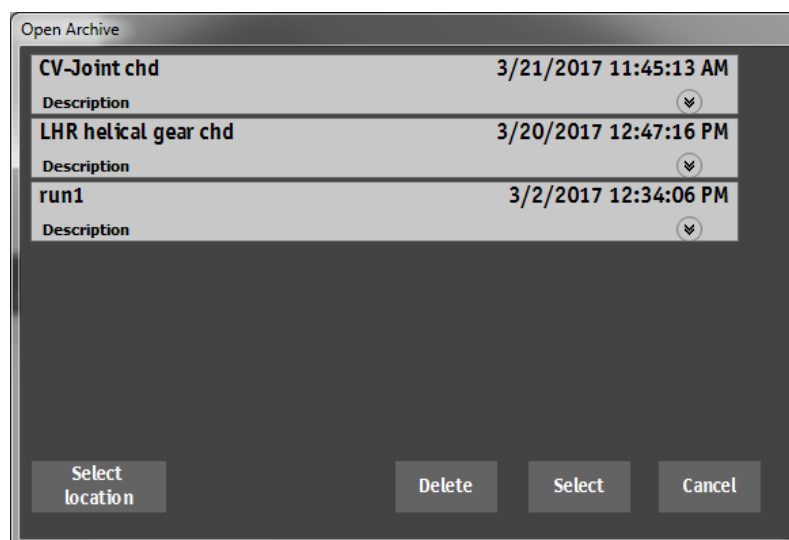 Open Archive
CV-Joint chd 3/21/2017 11:45:13 AM
Description
LHR helical gear chd 3/20/2017 12:47:16 PM
Description
run1 3/2/2017 12:34:06 PM
Description
Select
location
Delete Select Cancel